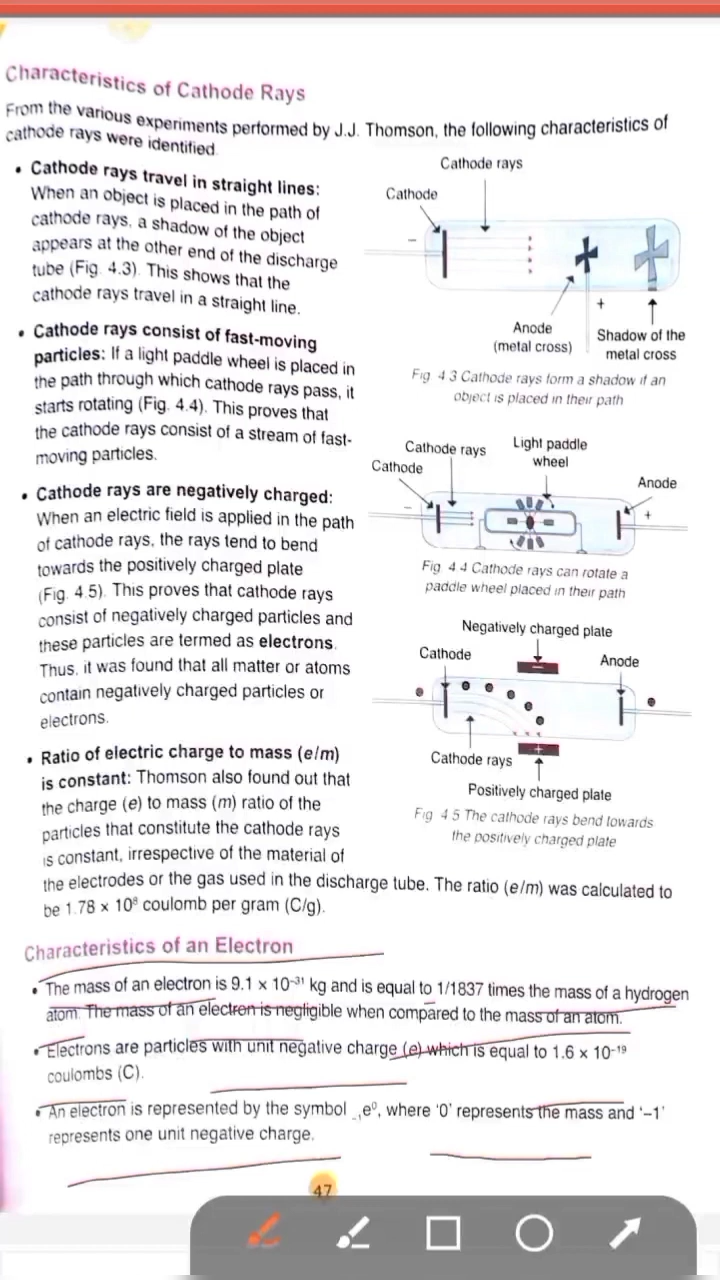 Characteristics of Cathode Rays
From the various experiments performed by J.J. Thomson, the following characteristics of
cathode rays were identified.
• Cathode rays travel in straight lines:
When an object is placed in the path of
cathode rays, a shadow of the object
appears at the other end of the discharge
tube (Fig. 4.3). This shows that the
cathode rays travel in a straight line.
• Cathode rays consist of fast-moving
particles: If a light paddle wheel is placed in
the path through which cathode rays pass, it
starts rotating (Fig. 4.4). This proves that
the cathode rays consist of a stream of fast-
moving particles.
• Cathode rays are negatively charged:
When an electric field is applied in the path
of cathode rays, the rays tend to bend
towards the positively charged plate
(Fig. 4.5). This proves that cathode rays
consist of negatively charged particles and
these particles are termed as electrons.
Thus, it was found that all matter or atoms
contain negatively charged particles or
electrons.
• Ratio of electric charge to mass (e/m)
is constant: Thomson also found out that
the charge (e) to mass (m) ratio of the
particles that constitute the cathode rays
is constant, irrespective of the material of
the electrodes or the gas used in the discharge tube. The ratio (e/m) was calculated to
be 1.78 × 10⁸ coulomb per gram (C/g).
Cathode rays
Cathode
−
+
Anode
(metal cross)
Shadow of the
metal cross
Fig 4 3 Cathode rays form a shadow if an
object is placed in their path
Cathode rays
Light paddle
wheel
Cathode
Anode
−
+
Fig 4 4 Cathode rays can rotate a
paddle wheel placed in their path
Negatively charged plate
Cathode
Anode
−
+
Cathode rays
Positively charged plate
Fig 4 5 The cathode rays bend towards
the positively charged plate
Characteristics of an Electron
• The mass of an electron is 9.1 × 10⁻³¹ kg and is equal to 1/1837 times the mass of a hydrogen
atom. The mass of an electron is negligible when compared to the mass of an atom.
• Electrons are particles with unit negative charge (e) which is equal to 1.6 × 10⁻¹⁹
coulombs (C).
• An electron is represented by the symbol ₋₁e⁰, where '0' represents the mass and '−1'
represents one unit negative charge.
47